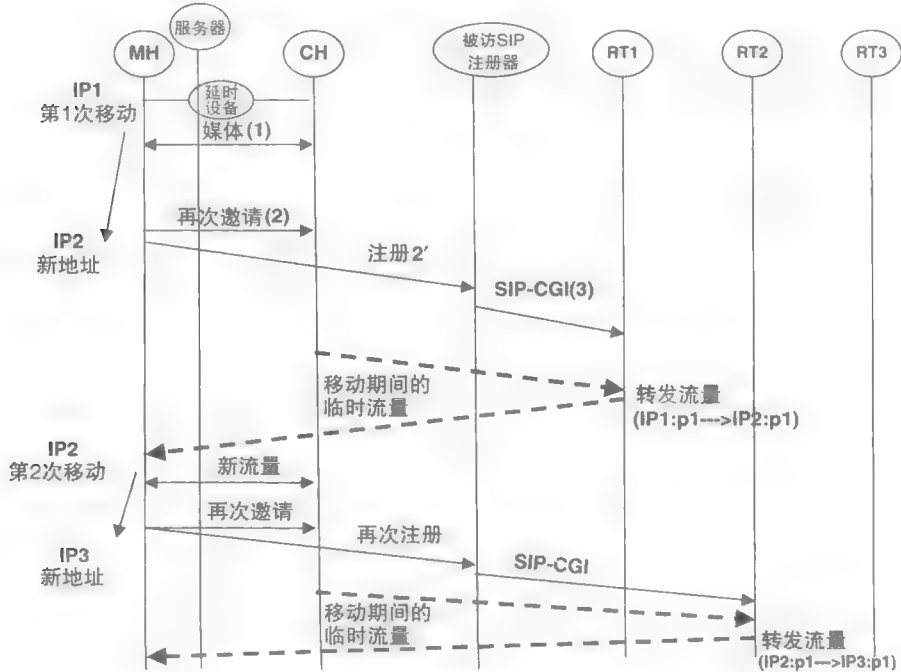 服务器
MH
CH
被访SIP
注册器
RT1
RT2
RT3
IP1
第1次移动
延时
设备
媒体(1)
再次邀请(2)
IP2
新地址
注册2′
SIP-CGI(3)
移动期间的
临时流量
转发流量
(IP1:p1--->IP2:p1)
IP2
第2次移动
新流量
再次邀请
再次注册
IP3
新地址
SIP-CGI
移动期间的
临时流量
转发流量
(IP2:p1--->IP3:p1)